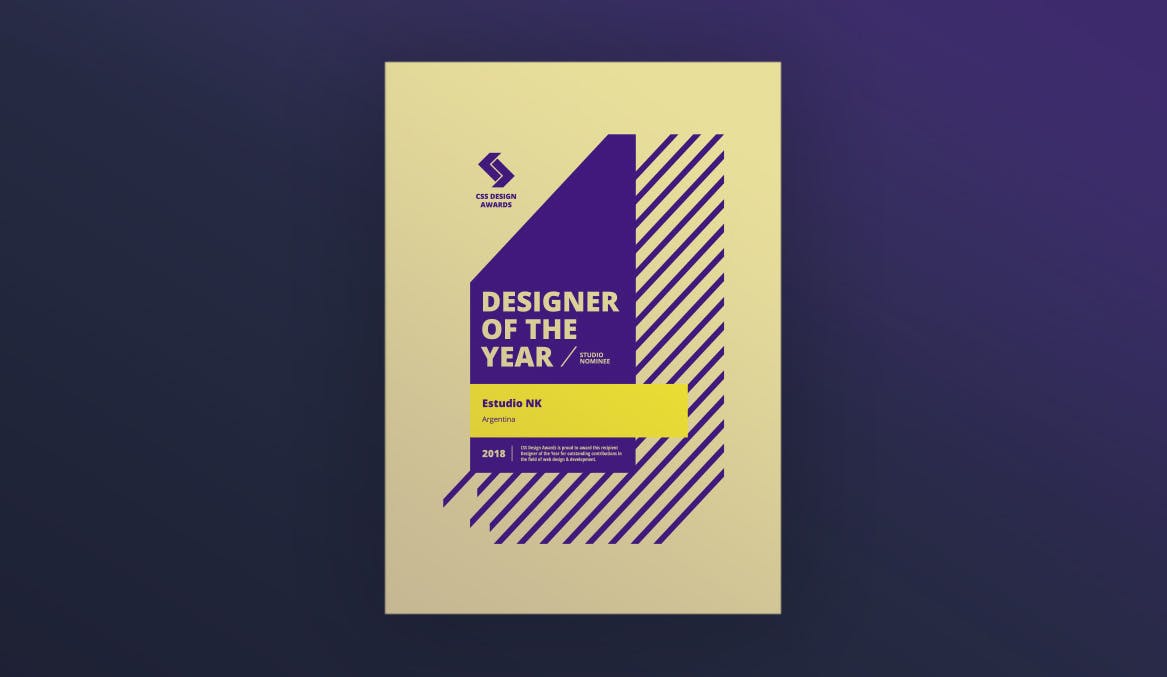 CSS DESIGN
AWARDS
DESIGNER
OF THE
YEAR
STUDIO
NOMINEE
Estudio NK
Argentina
2018
CSS Design Awards is proud to award this recipient
Designer of the Year for outstanding contributions in
the field of web design & development.